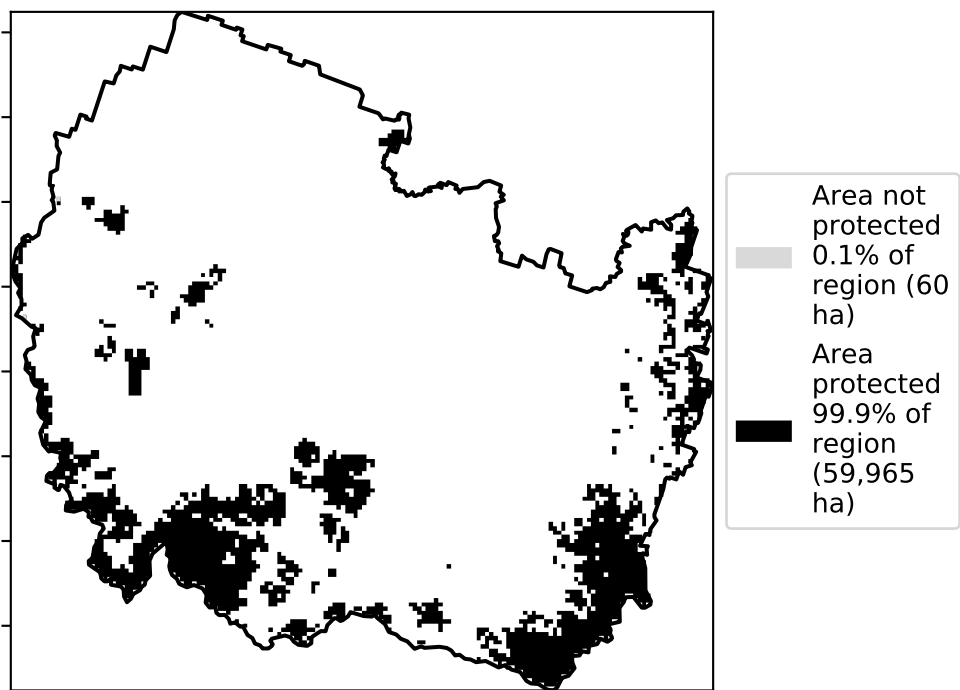 Area not
protected
0.1% of
region (60
ha)
Area
protected
99.9% of
region
(59,965
ha)